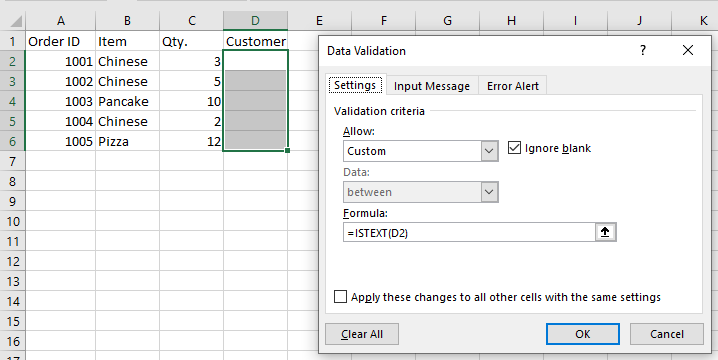 A B C D E F G H I J K
1 Order ID Item Qty. Customer
2 1001 Chinese 3
3 1002 Chinese 5
4 1003 Pancake 10
5 1004 Chinese 2
6 1005 Pizza 12
7
8
9
10
11
12
13
14
15
16
Data Validation ? ×
Settings Input Message Error Alert
Validation criteria
Allow:
Custom Ignore blank
Data:
between
Formula:
=ISTEXT(D2)
Apply these changes to all other cells with the same settings
Clear All OK Cancel